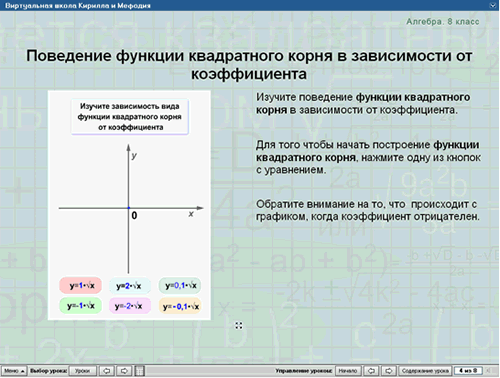 Виртуальная школа Кирилла и Мефодия
Алгебра. 8 класс
Поведение функции квадратного корня в зависимости от
коэффициента
Изучите зависимость вида
функции квадратного корня
от коэффициента
y
0
x
y=1·√x
y=2·√x
y=0,1·√x
y=-1·√x
y=-2·√x
y=-0,1·√x
Изучите поведение функции квадратного
корня в зависимости от коэффициента.
Для того чтобы начать построение функции
квадратного корня, нажмите одну из кнопок
с уравнением.
Обратите внимание на то, что происходит с
графиком, когда коэффициент отрицателен.
Меню
Выбор урока:
Уроки
Управление уроком:
Начало
Содержание урока
4 из 8